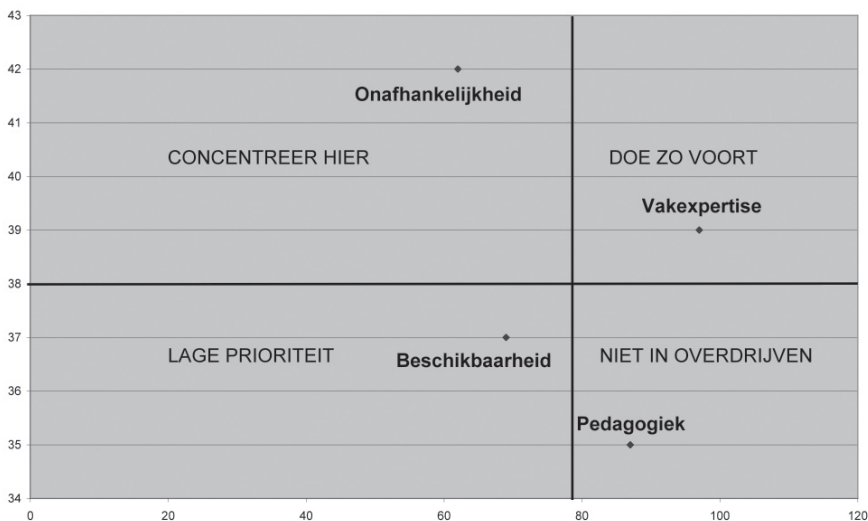 43
42
Onafhankelijkheid
41
CONCENTREER HIER
DOE ZO VOORT
40
Vakexpertise
39
38
37
LAGE PRIORITEIT
Beschikbaarheid
NIET IN OVERDRIJVEN
36
Pedagogiek
35
34
0
20
40
60
80
100
120